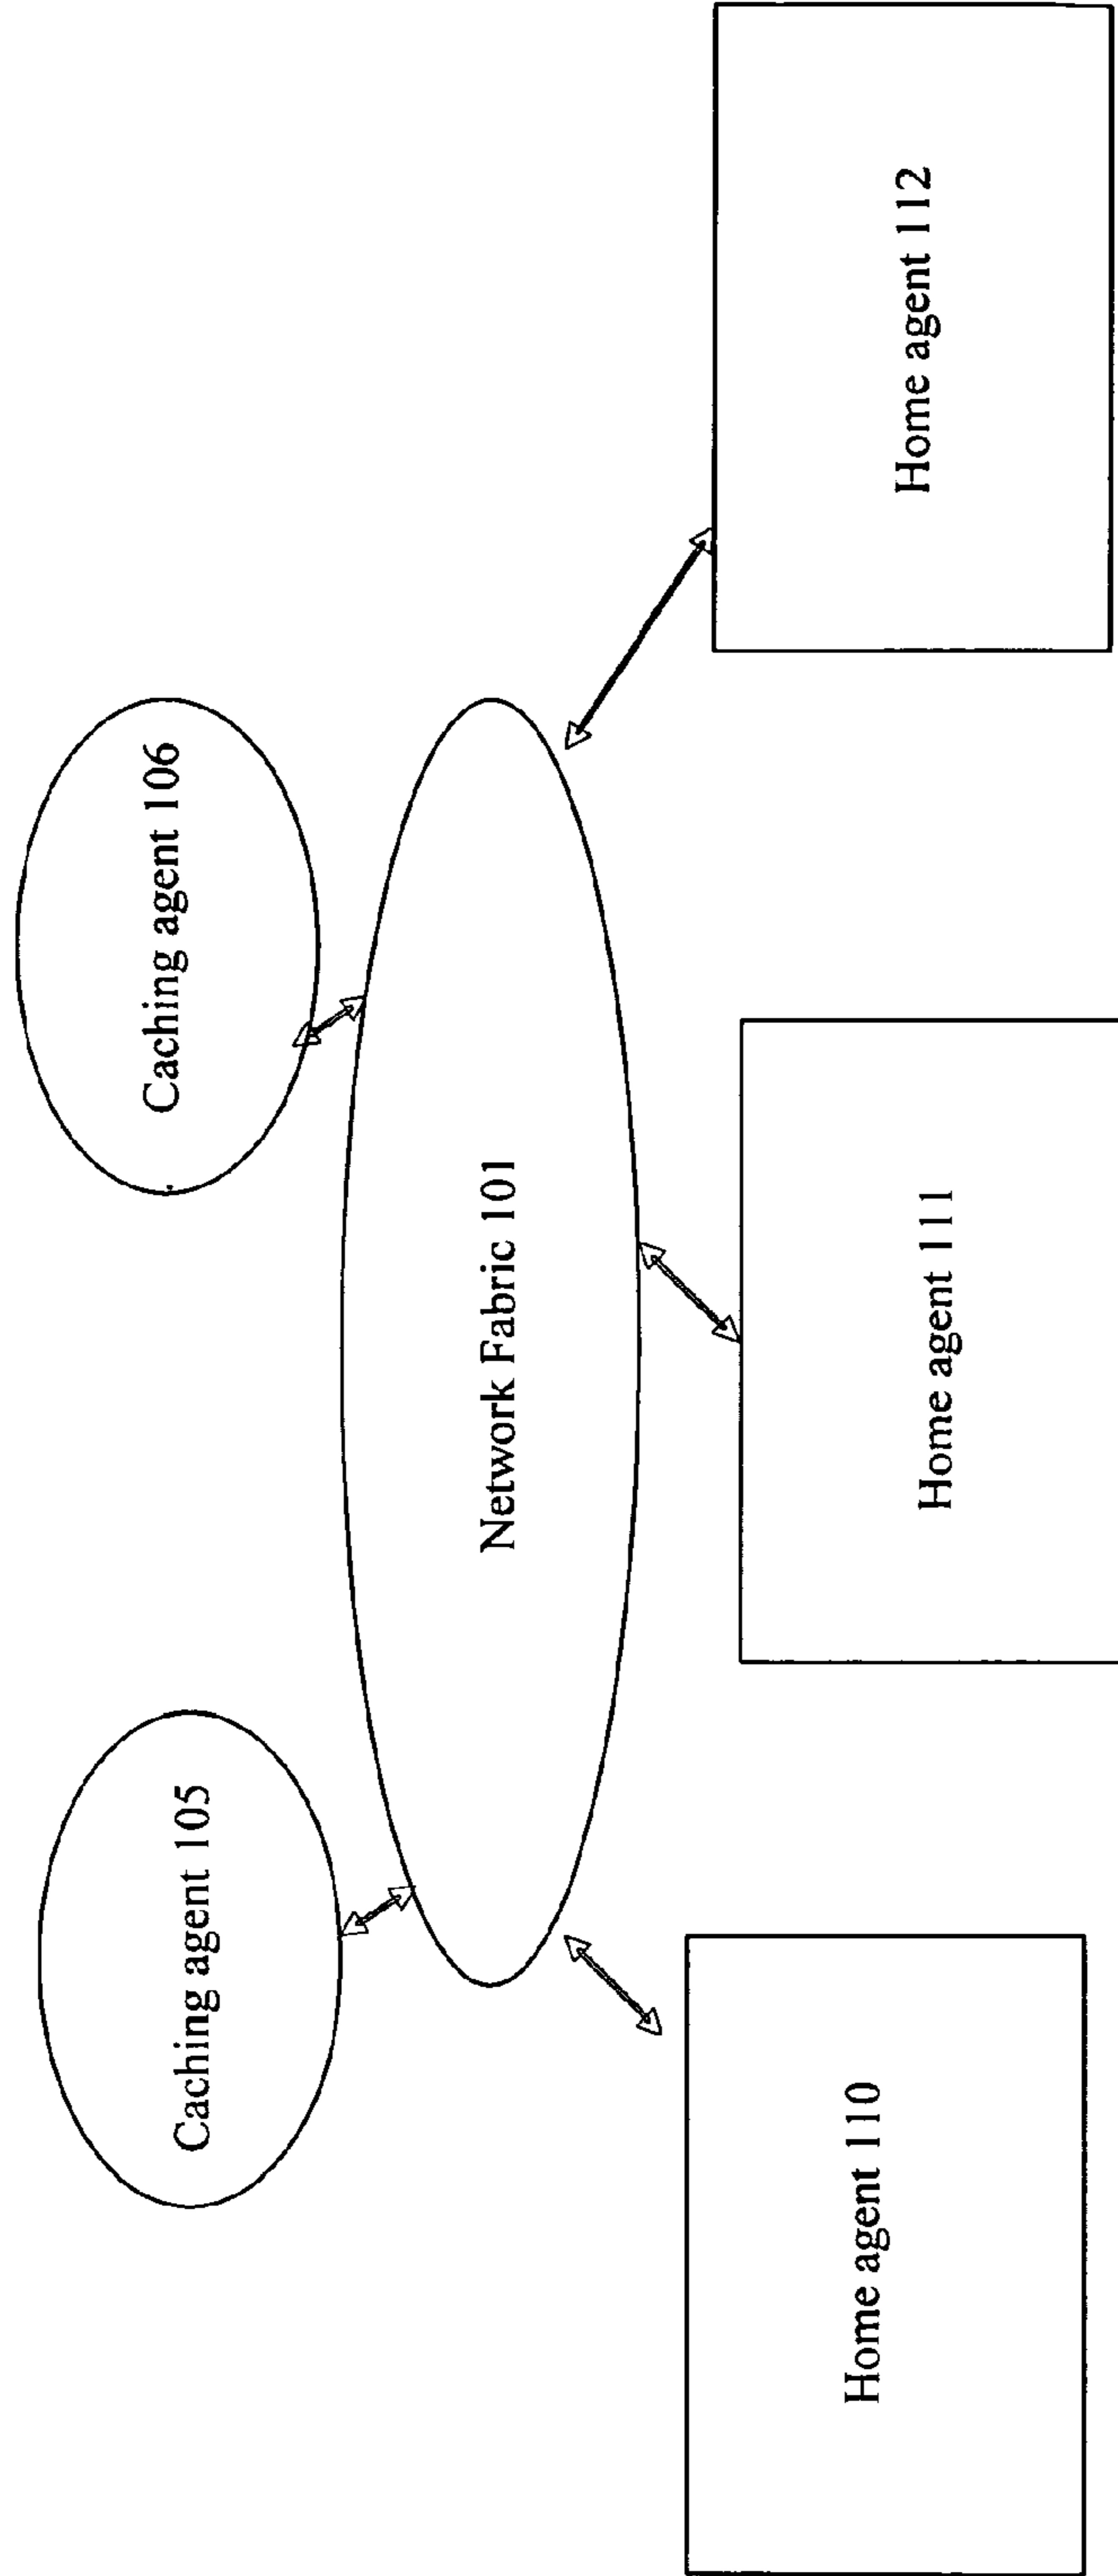 Caching agent 105
Caching agent 106
Network Fabric 101
Home agent 110
Home agent 111
Home agent 112